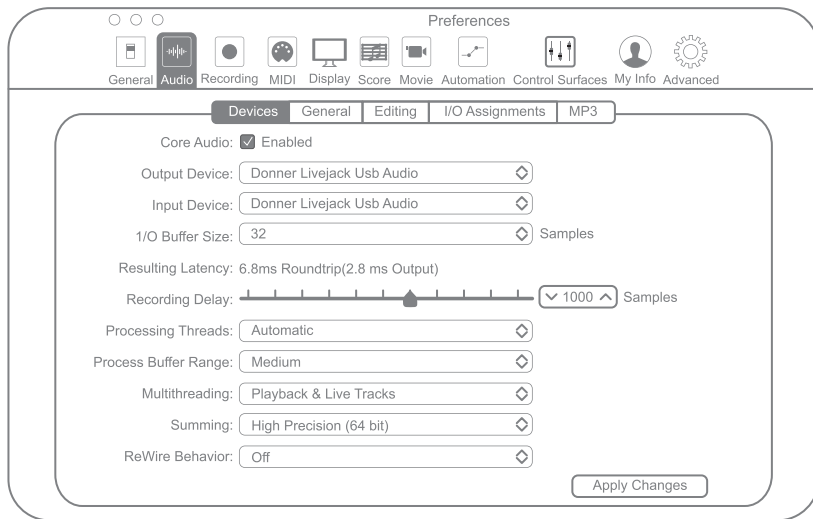 Preferences
General Audio Recording MIDI Display Score Movie Automation Control Surfaces My Info Advanced
Devices General Editing I/O Assignments MP3
Core Audio: Enabled
Output Device: Donner Livejack Usb Audio
Input Device: Donner Livejack Usb Audio
1/O Buffer Size: 32 Samples
Resulting Latency: 6.8ms Roundtrip(2.8 ms Output)
Recording Delay: 1000 Samples
Processing Threads: Automatic
Process Buffer Range: Medium
Multithreading: Playback & Live Tracks
Summing: High Precision (64 bit)
ReWire Behavior: Off
Apply Changes